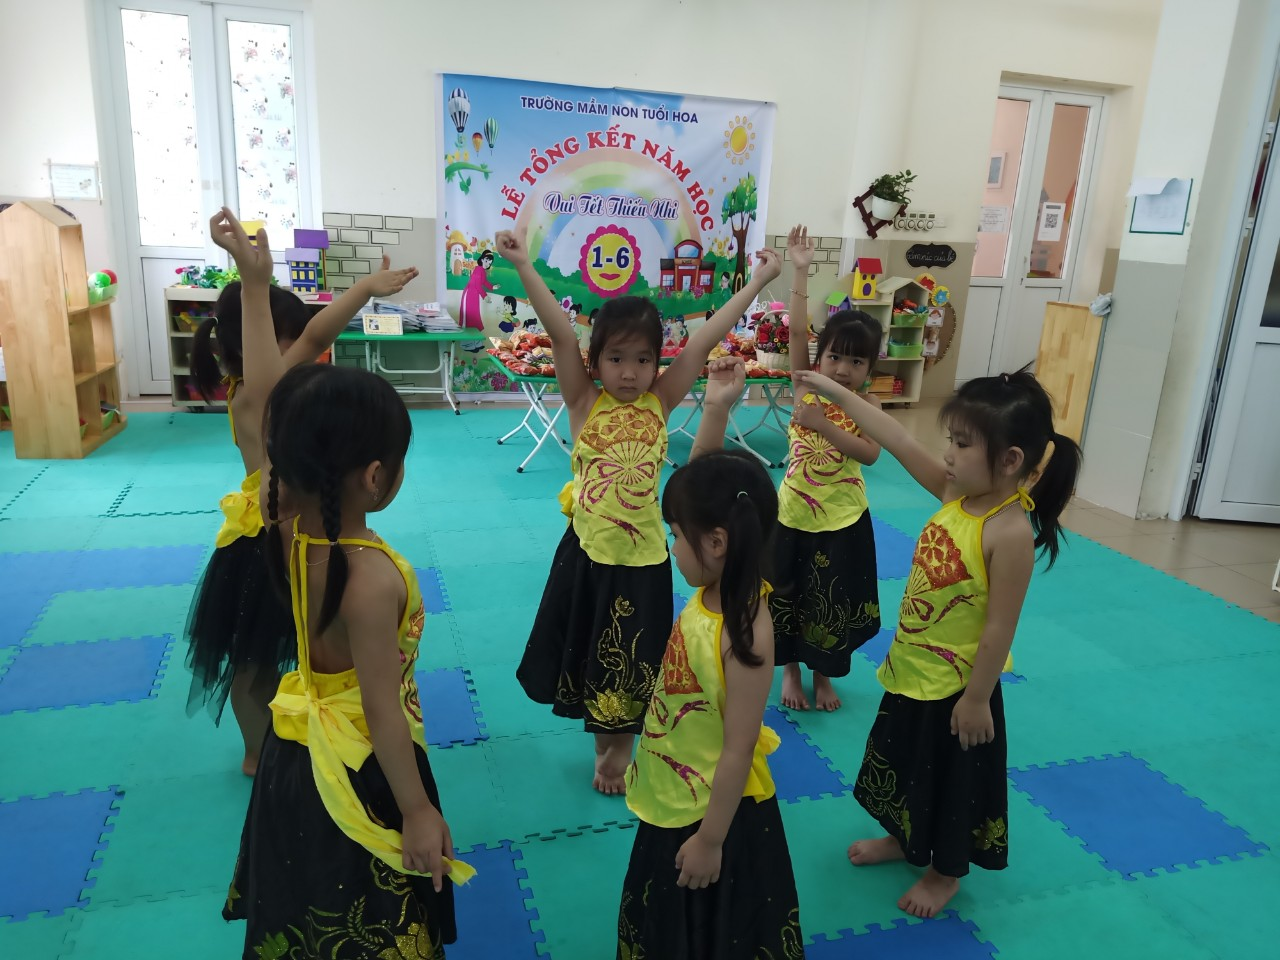 TRƯỜNG MẦM NON TUỔI HOA
LỄ TỔNG KẾT NĂM HỌC
Vui Tết Thiếu Nhi
1-6